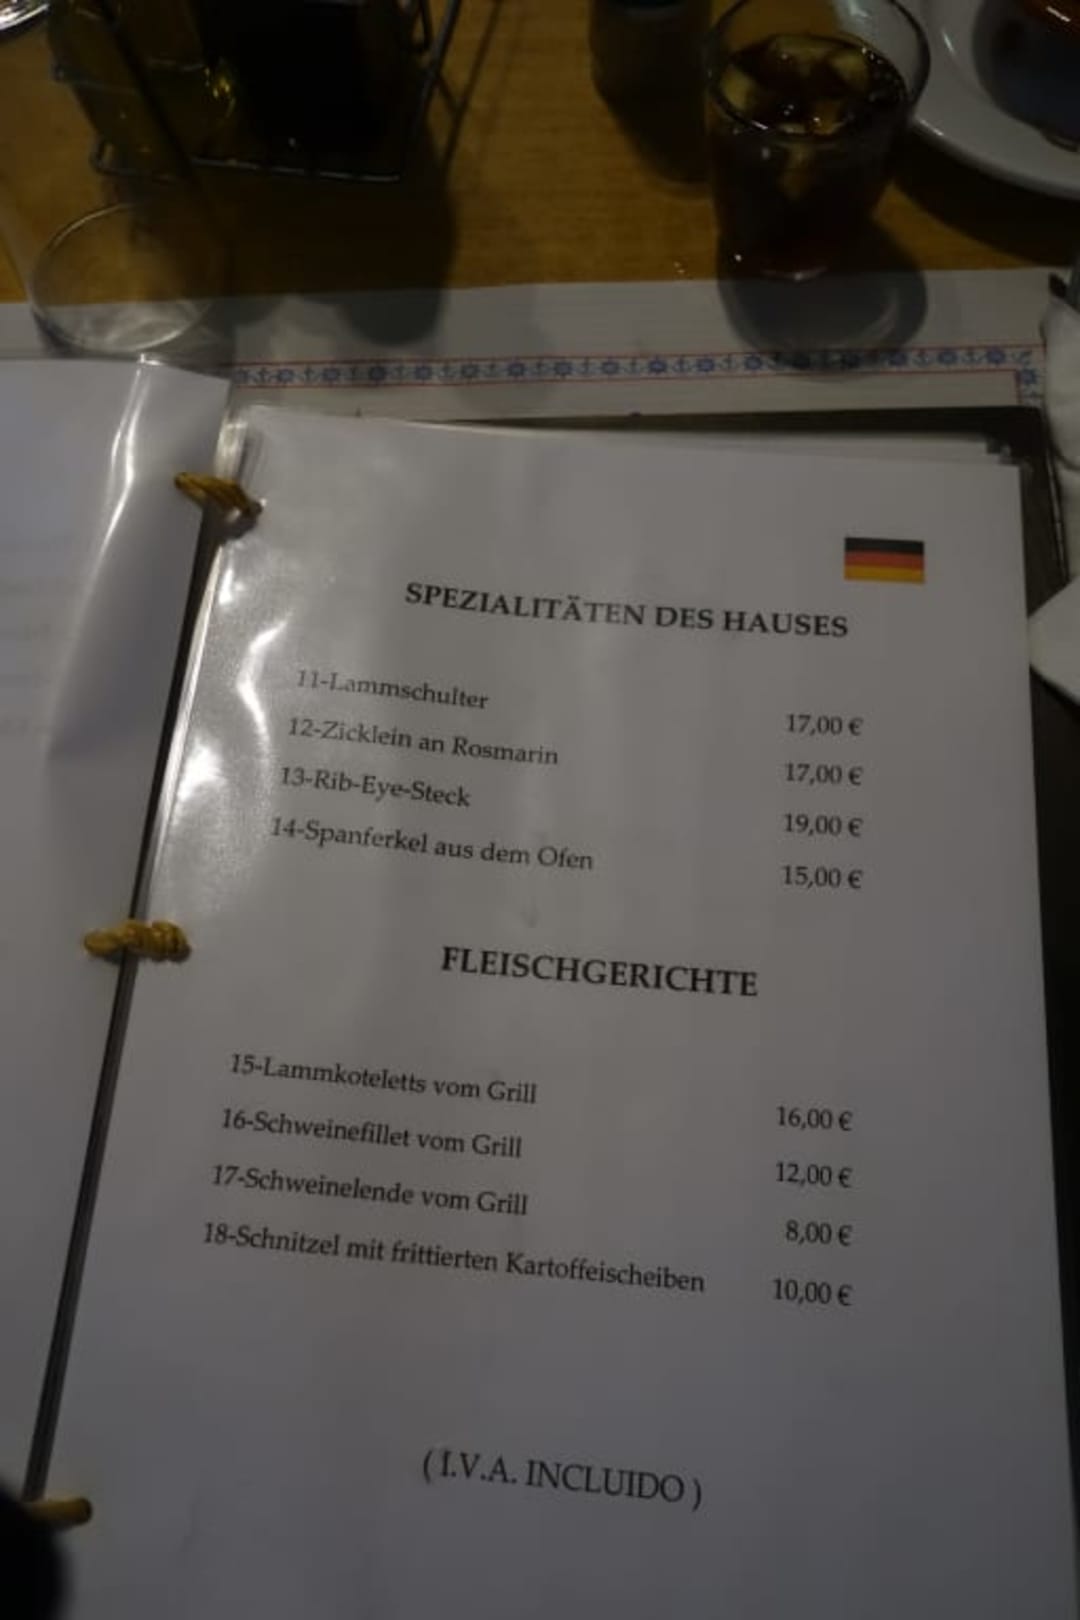 SPEZIALITÄTEN DES HAUSES
11-Lammschulter 17,00 €
12-Zicklein an Rosmarin 17,00 €
13-Rib-Eye-Steck 19,00 €
14-Spanferkel aus dem Ofen 15,00 €
FLEISCHGERICHTE
15-Lammkoteletts vom Grill 16,00 €
16-Schweinefillet vom Grill 12,00 €
17-Schweinelende vom Grill 8,00 €
18-Schnitzel mit frittierten Kartoffeischeiben 10,00 €
( I.V.A. INCLUIDO )